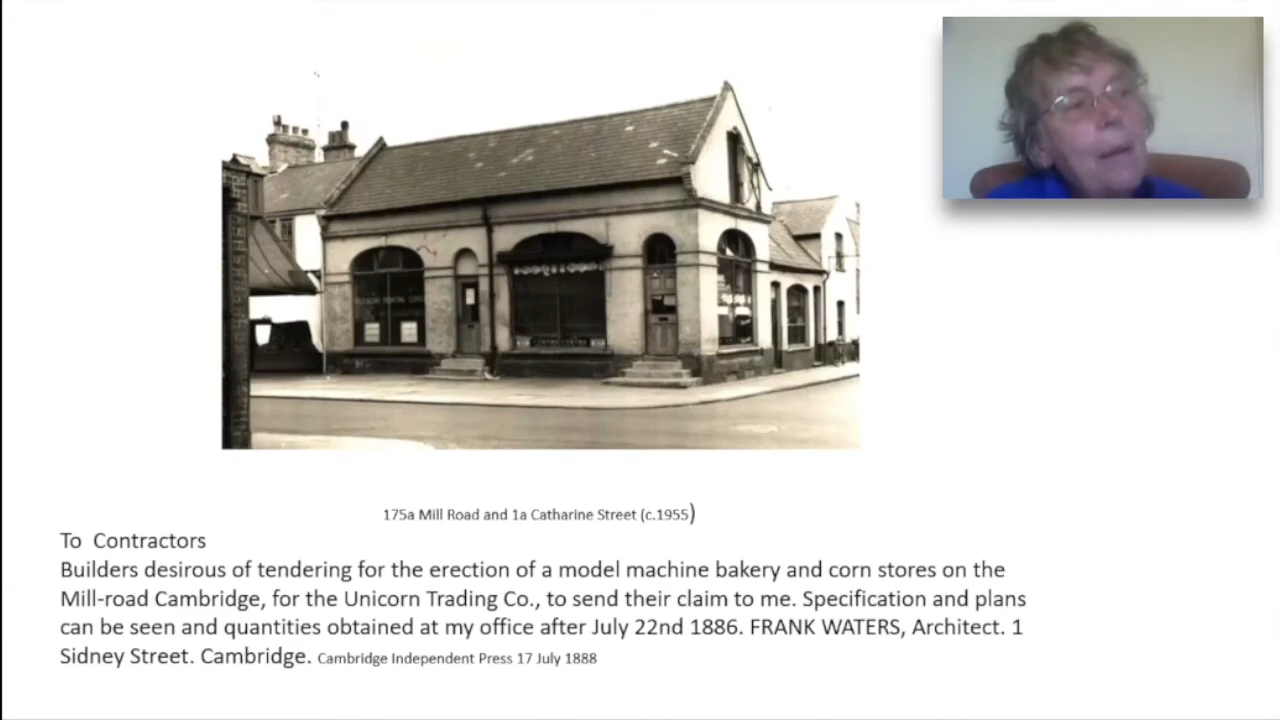 175a Mill Road and 1a Catharine Street (c.1955)
To Contractors
Builders desirous of tendering for the erection of a model machine bakery and corn stores on the
Mill-road Cambridge, for the Unicorn Trading Co., to send their claim to me. Specification and plans
can be seen and quantities obtained at my office after July 22nd 1886. FRANK WATERS, Architect. 1
Sidney Street. Cambridge. Cambridge Independent Press 17 July 1888